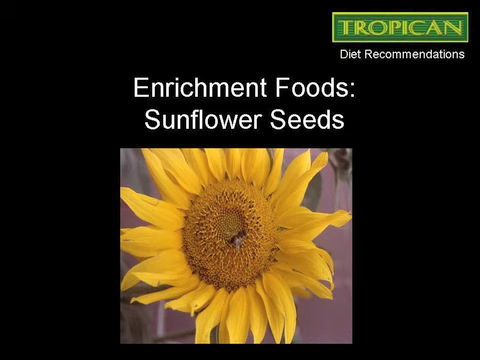 TROPICAN
Diet Recommendations
Enrichment Foods:
Sunflower Seeds